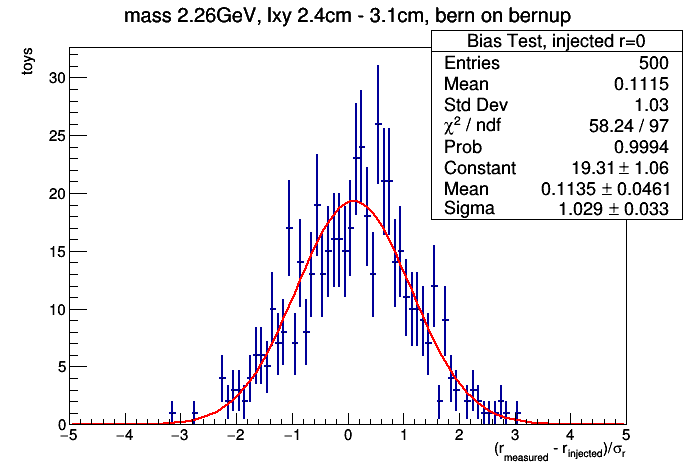 mass 2.26GeV, lxy 2.4cm - 3.1cm, bern on bernup
Bias Test, injected r=0
Entries 500
Mean 0.1115
Std Dev 1.03
χ² / ndf 58.24 / 97
Prob 0.9994
Constant 19.31 ± 1.06
Mean 0.1135 ± 0.0461
Sigma 1.029 ± 0.033
toys
30
25
20
15
10
5
0
−5 −4 −3 −2 −1 0 1 2 3 4 5
(r_measured - r_injected)/σ_r